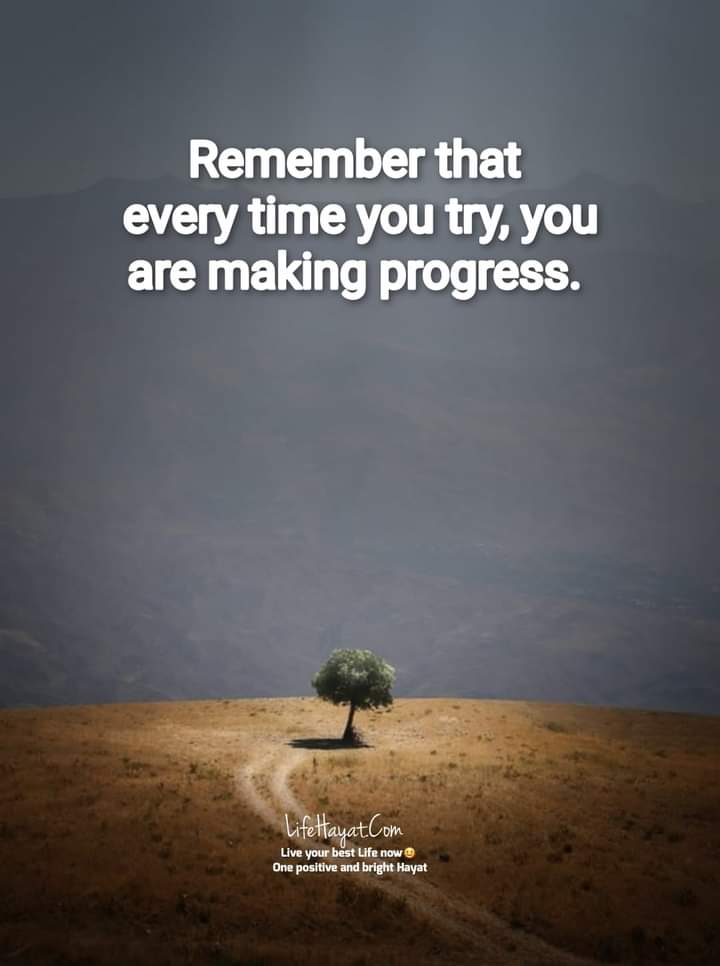 Remember that
every time you try, you
are making progress.
LifeHayat.Com
Live your best Life now😃
One positive and bright Hayat